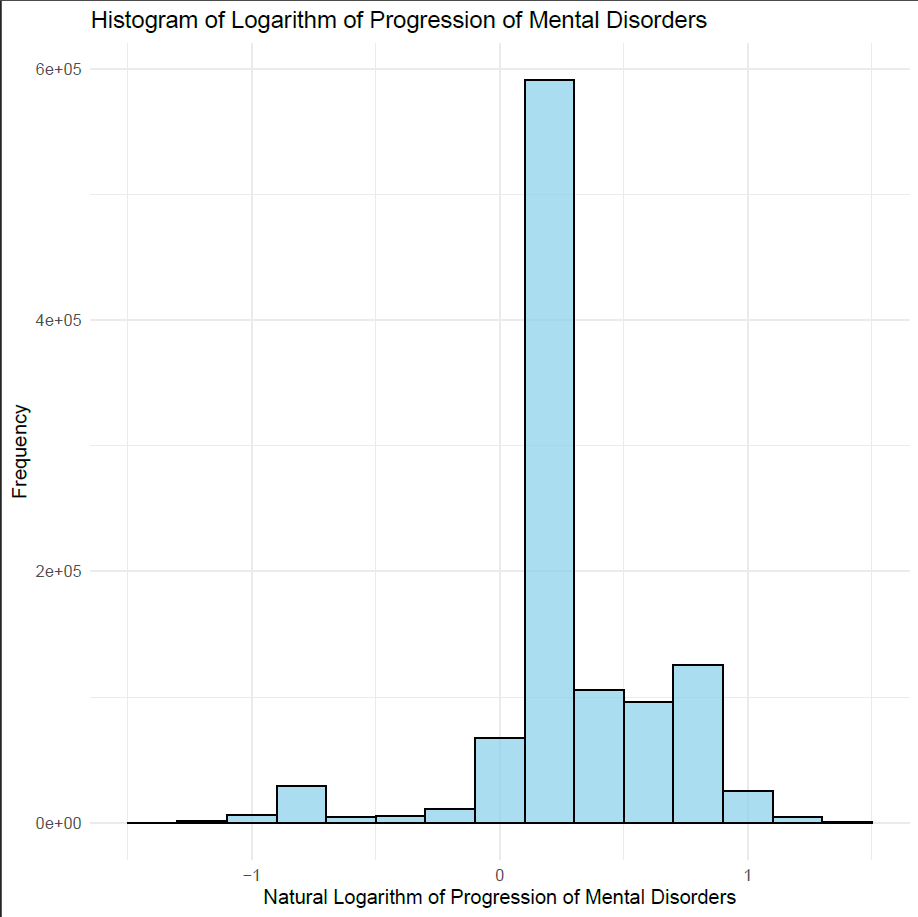 Histogram of Logarithm of Progression of Mental Disorders
6e+05
4e+05
2e+05
0e+00
Frequency
−1 0 1
Natural Logarithm of Progression of Mental Disorders